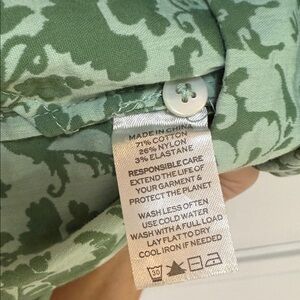 MADE IN CHINA
71% COTTON
26% NYLON
3% ELASTANE
RESPONSIBLE CARE
EXTEND THE LIFE OF
YOUR GARMENT &
PROTECT THE PLANET
WASH LESS OFTEN
USE COLD WATER
WASH WITH A FULL LOAD
LAY FLAT TO DRY
COOL IRON IF NEEDED
30